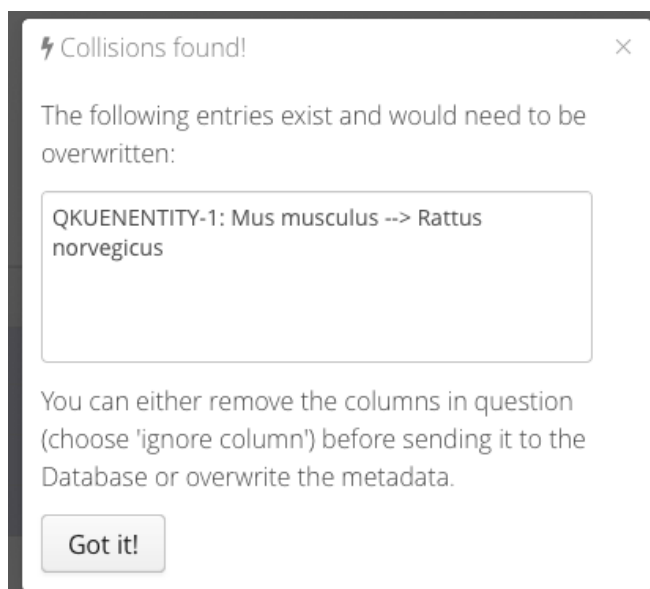 Collisions found!
The following entries exist and would need to be
overwritten:
QKUENENTITY-1: Mus musculus --> Rattus
norvegicus
You can either remove the columns in question
(choose 'ignore column') before sending it to the
Database or overwrite the metadata.
Got it!